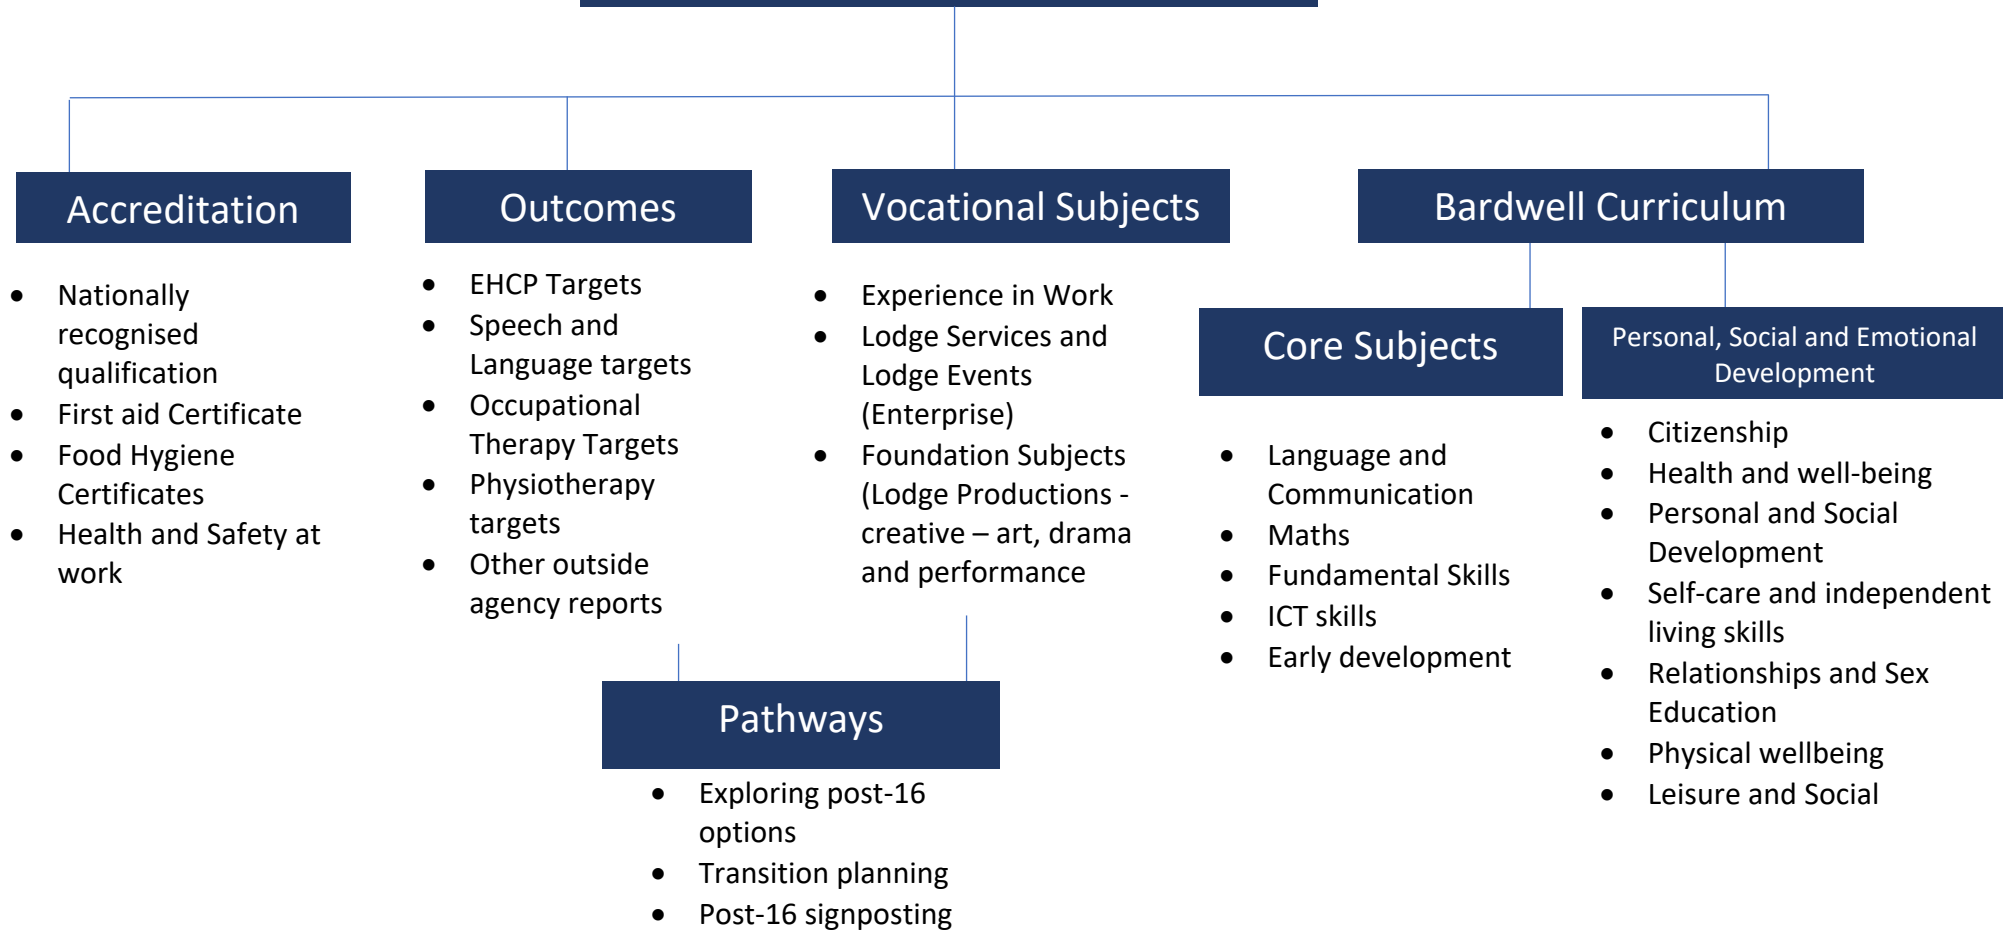 Accreditation
• Nationally
recognised
qualification
• First aid Certificate
• Food Hygiene
Certificates
• Health and Safety at
work
Outcomes
• EHCP Targets
• Speech and
Language targets
• Occupational
Therapy Targets
• Physiotherapy
targets
• Other outside
agency reports
Vocational Subjects
• Experience in Work
• Lodge Services and
Lodge Events
(Enterprise)
• Foundation Subjects
(Lodge Productions -
creative – art, drama
and performance
Pathways
• Exploring post-16
options
• Transition planning
• Post-16 signposting
Bardwell Curriculum
Core Subjects
• Language and
Communication
• Maths
• Fundamental Skills
• ICT skills
• Early development
Personal, Social and Emotional
Development
• Citizenship
• Health and well-being
• Personal and Social
Development
• Self-care and independent
living skills
• Relationships and Sex
Education
• Physical wellbeing
• Leisure and Social